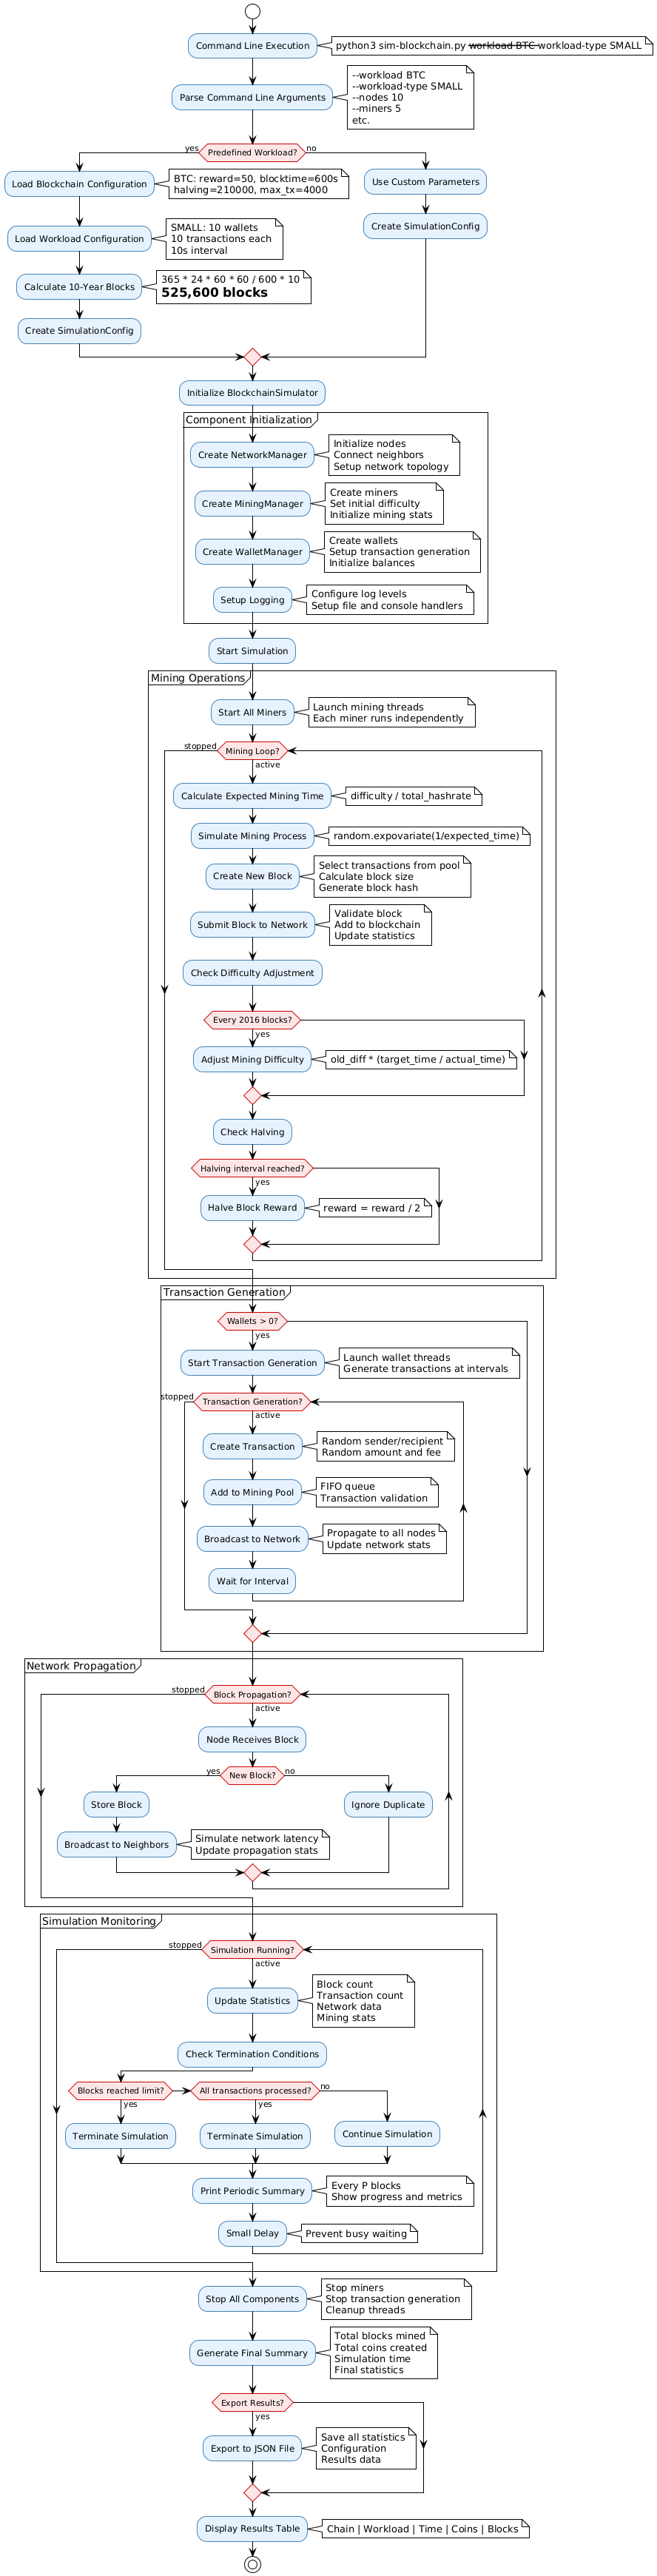 Command Line Execution
python3 sim-blockchain.py workload BTC workload-type SMALL
Parse Command Line Arguments
--workload BTC
--workload-type SMALL
--nodes 10
--miners 5
etc.
yes
Predefined Workload?
no
Load Blockchain Configuration
BTC: reward=50, blocktime=600s
halving=210000, max_tx=4000
Use Custom Parameters
Load Workload Configuration
SMALL: 10 wallets
10 transactions each
10s interval
Create SimulationConfig
Calculate 10-Year Blocks
365 * 24 * 60 * 60 / 600 * 10
525,600 blocks
Create SimulationConfig
Initialize BlockchainSimulator
Component Initialization
Create NetworkManager
Initialize nodes
Connect neighbors
Setup network topology
Create MiningManager
Create miners
Set initial difficulty
Initialize mining stats
Create WalletManager
Create wallets
Setup transaction generation
Initialize balances
Setup Logging
Configure log levels
Setup file and console handlers
Start Simulation
Mining Operations
Start All Miners
Launch mining threads
Each miner runs independently
stopped
Mining Loop?
active
Calculate Expected Mining Time
difficulty / total_hashrate
Simulate Mining Process
random.expovariate(1/expected_time)
Create New Block
Select transactions from pool
Calculate block size
Generate block hash
Submit Block to Network
Validate block
Add to blockchain
Update statistics
Check Difficulty Adjustment
Every 2016 blocks?
yes
Adjust Mining Difficulty
old_diff * (target_time / actual_time)
Check Halving
Halving interval reached?
yes
Halve Block Reward
reward = reward / 2
Transaction Generation
Wallets > 0?
yes
Start Transaction Generation
Launch wallet threads
Generate transactions at intervals
stopped
Transaction Generation?
active
Create Transaction
Random sender/recipient
Random amount and fee
Add to Mining Pool
FIFO queue
Transaction validation
Broadcast to Network
Propagate to all nodes
Update network stats
Wait for Interval
Network Propagation
stopped
Block Propagation?
active
Node Receives Block
yes
New Block?
no
Store Block
Ignore Duplicate
Broadcast to Neighbors
Simulate network latency
Update propagation stats
Simulation Monitoring
stopped
Simulation Running?
active
Update Statistics
Block count
Transaction count
Network data
Mining stats
Check Termination Conditions
Blocks reached limit?
yes
All transactions processed?
yes
no
Terminate Simulation
Terminate Simulation
Continue Simulation
Print Periodic Summary
Every P blocks
Show progress and metrics
Small Delay
Prevent busy waiting
Stop All Components
Stop miners
Stop transaction generation
Cleanup threads
Generate Final Summary
Total blocks mined
Total coins created
Simulation time
Final statistics
Export Results?
yes
Export to JSON File
Save all statistics
Configuration
Results data
Display Results Table
Chain | Workload | Time | Coins | Blocks